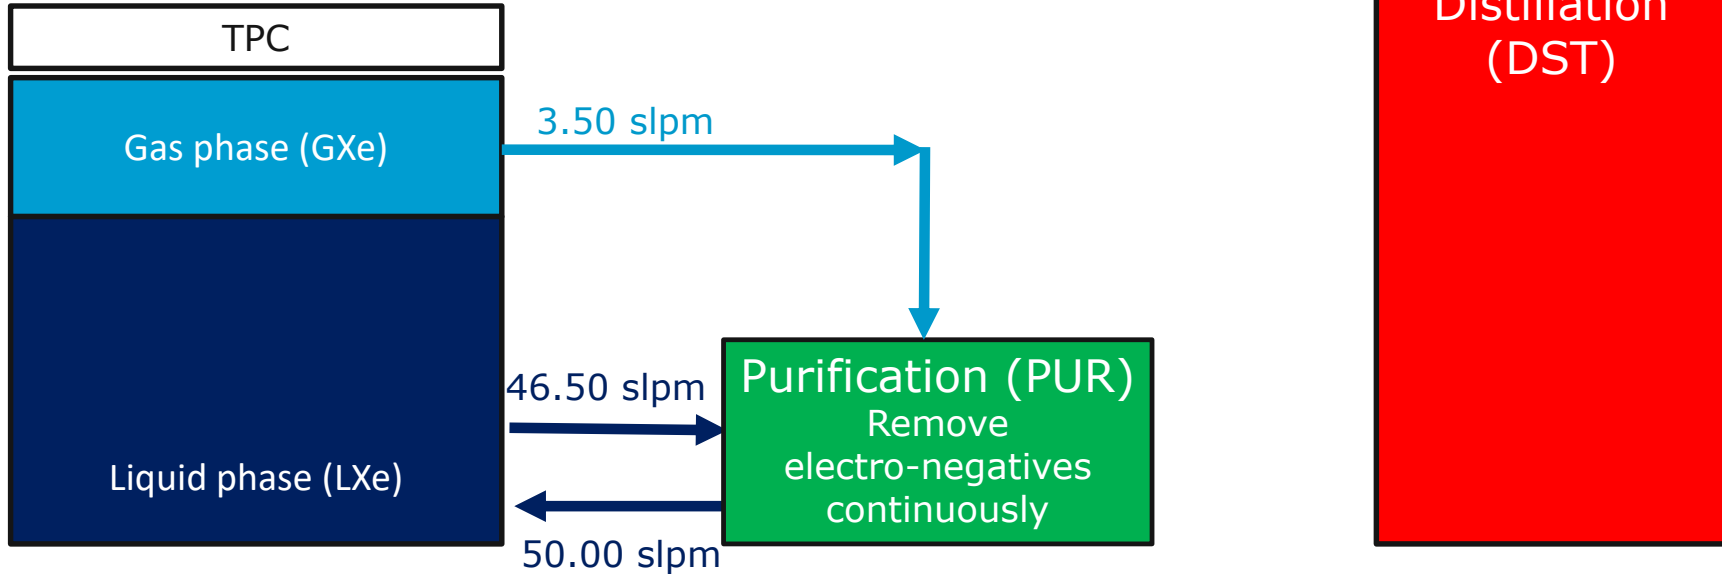 TPC
Gas phase (GXe)
3.50 slpm
Distillation
(DST)
46.50 slpm
Purification (PUR)
Remove
electro-negatives
continuously
Liquid phase (LXe)
50.00 slpm